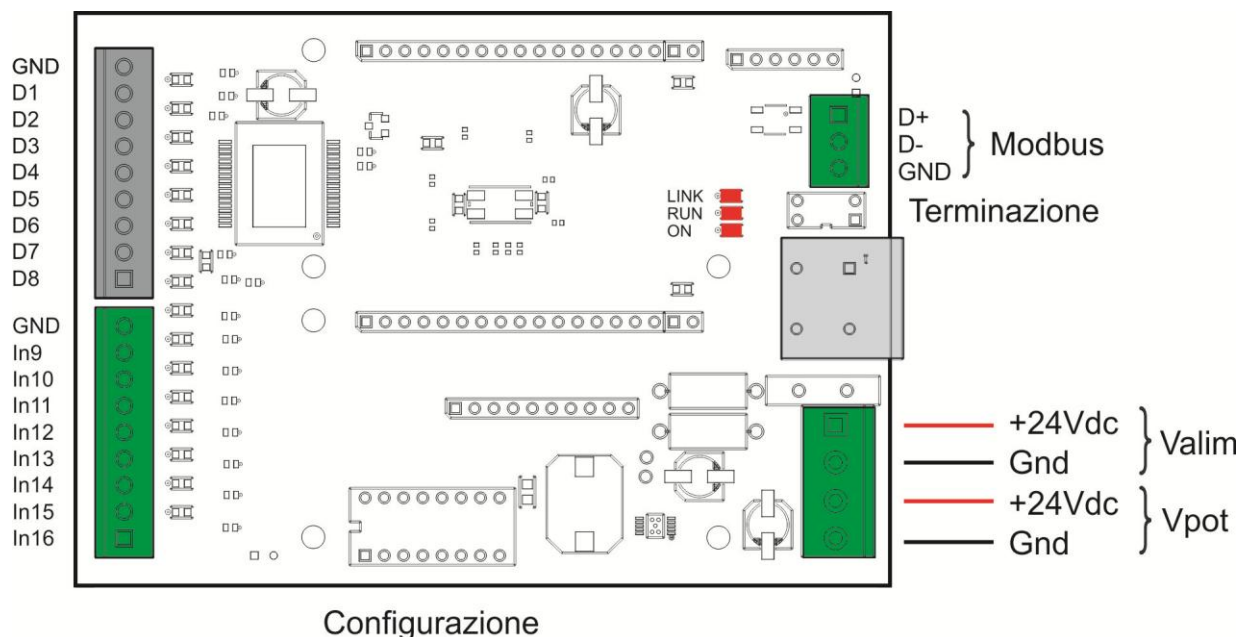 GND
D1
D2
D3
D4
D5
D6
D7
D8
GND
In9
In10
In11
In12
In13
In14
In15
In16
LINK
RUN
ON
D+
D-
GND
Modbus
Terminazione
+24Vdc
Gnd
Valim
+24Vdc
Gnd
Vpot
Configurazione